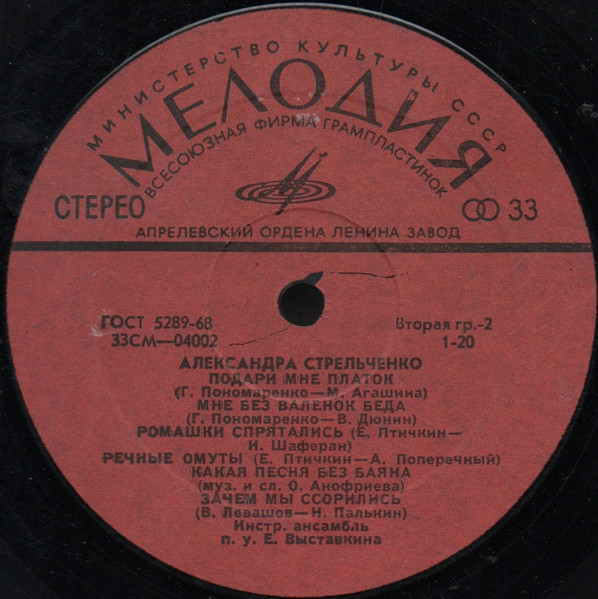 МИНИСТЕРСТВО КУЛЬТУРЫ СССР
МЕЛОДИЯ
ВСЕСОЮЗНАЯ ФИРМА ГРАМПЛАСТИНОК
СТЕРЕО
33
АПРЕЛЕВСКИЙ ОРДЕНА ЛЕНИНА ЗАВОД
ГОСТ 5289-68
Вторая гр.-2
33СМ—04002
1-20
АЛЕКСАНДРА СТРЕЛЬЧЕНКО
ПОДАРИ МНЕ ПЛАТОК
(Г. Пономаренко—М. Агашина)
МНЕ БЕЗ ВАЛЕНОК БЕДА
(Г. Пономаренко—В. Дюнин)
РОМАШКИ СПРЯТАЛИСЬ (Е. Птичкин—
И. Шаферан)
РЕЧНЫЕ ОМУТЫ (Е. Птичкин—А. Поперечный)
КАКАЯ ПЕСНЯ БЕЗ БАЯНА
(муз. и сл. О. Анофриева)
ЗАЧЕМ МЫ ССОРИЛИСЬ
(В. Левашов—Н. Палькин)
Инстр. ансамбль
п. у. Е. Выставкина